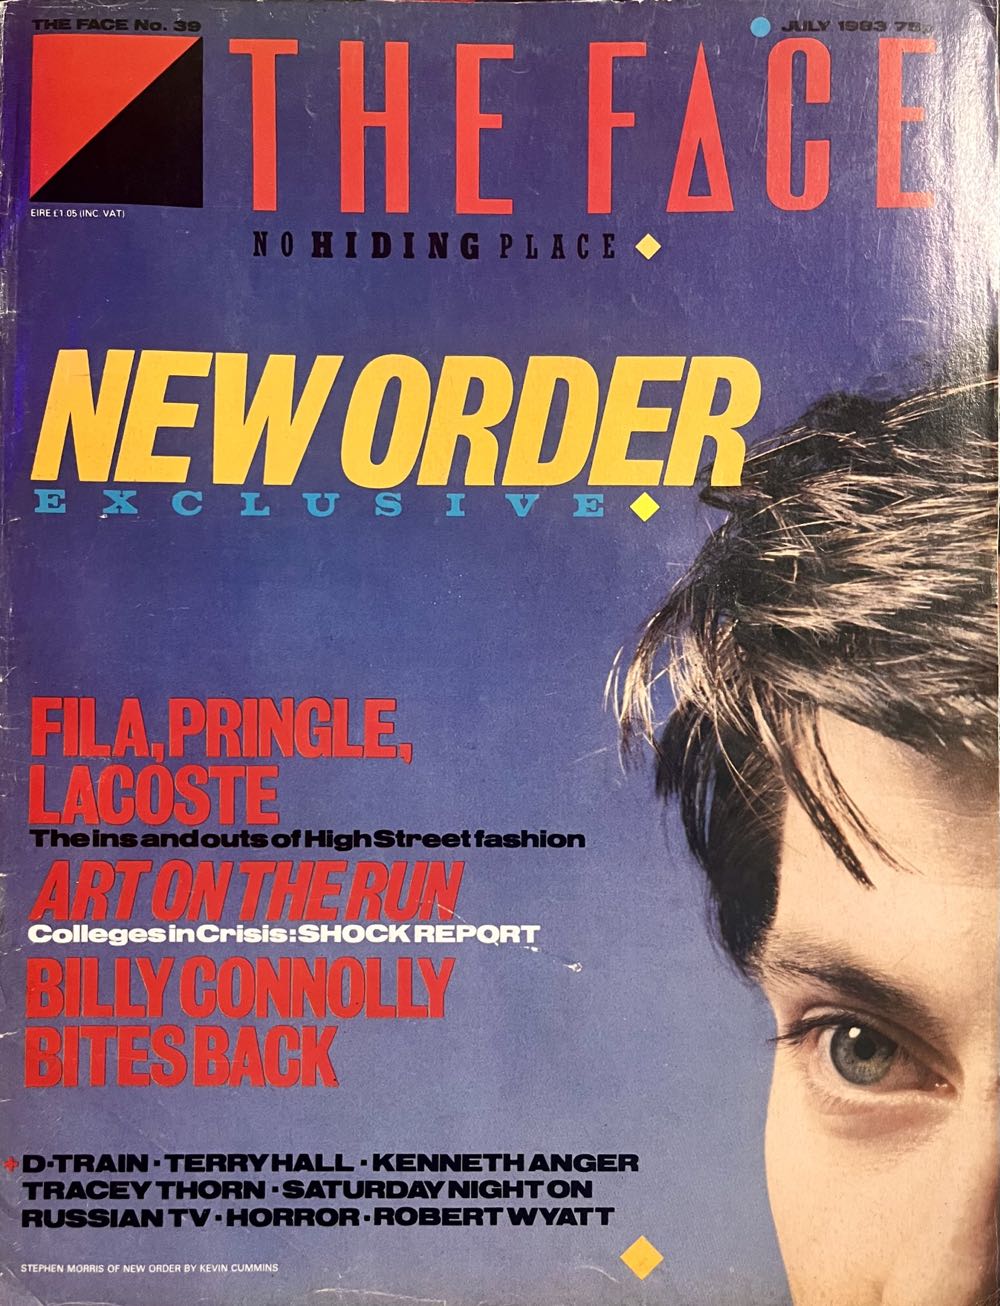 THE FACE No. 39
JULY 1983 75p
THE FACE
EIRE £1.05 (INC. VAT)
NO HIDING PLACE
NEW ORDER
EXCLUSIVE
FILA, PRINGLE,
LACOSTE
The ins and outs of High Street fashion
ART ON THE RUN
Colleges in Crisis: SHOCK REPORT
BILLY CONNOLLY
BITES BACK
+ D-TRAIN · TERRY HALL · KENNETH ANGER
TRACEY THORN · SATURDAY NIGHT ON
RUSSIAN TV · HORROR · ROBERT WYATT
STEPHEN MORRIS OF NEW ORDER BY KEVIN CUMMINS